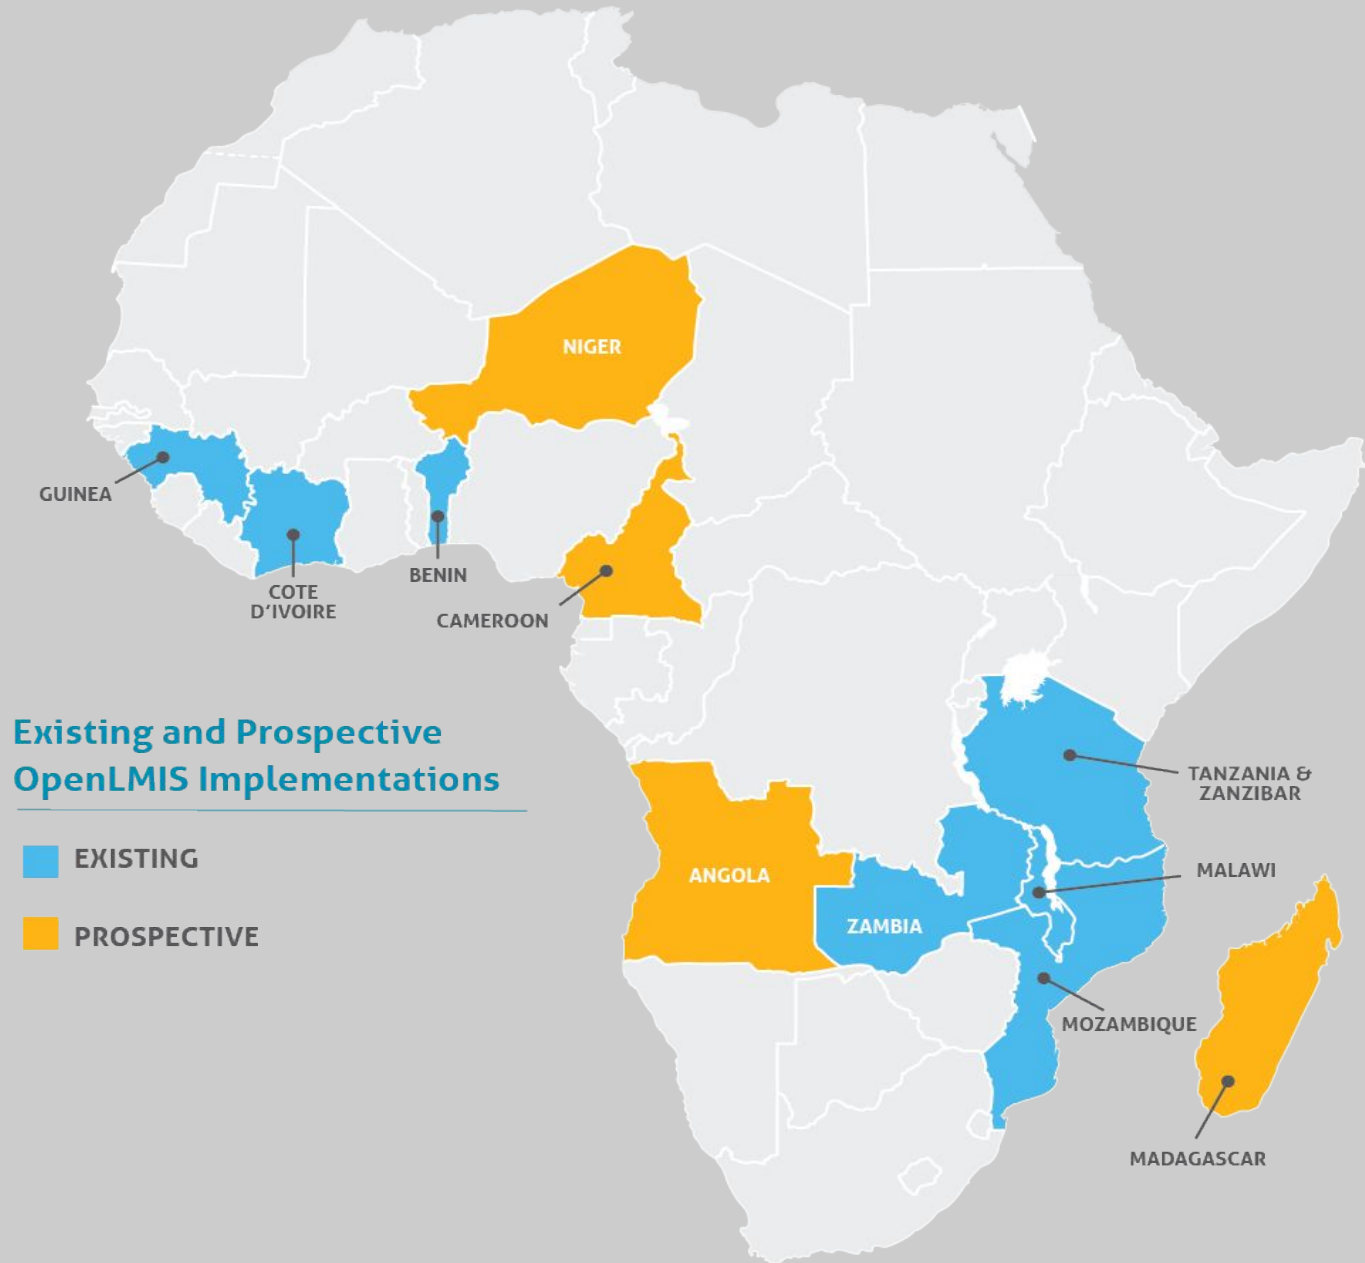 NIGER
GUINEA
COTE
D'IVOIRE
BENIN
CAMEROON
Existing and Prospective
OpenLMIS Implementations
EXISTING
PROSPECTIVE
TANZANIA &
ZANZIBAR
MALAWI
ANGOLA
ZAMBIA
MOZAMBIQUE
MADAGASCAR